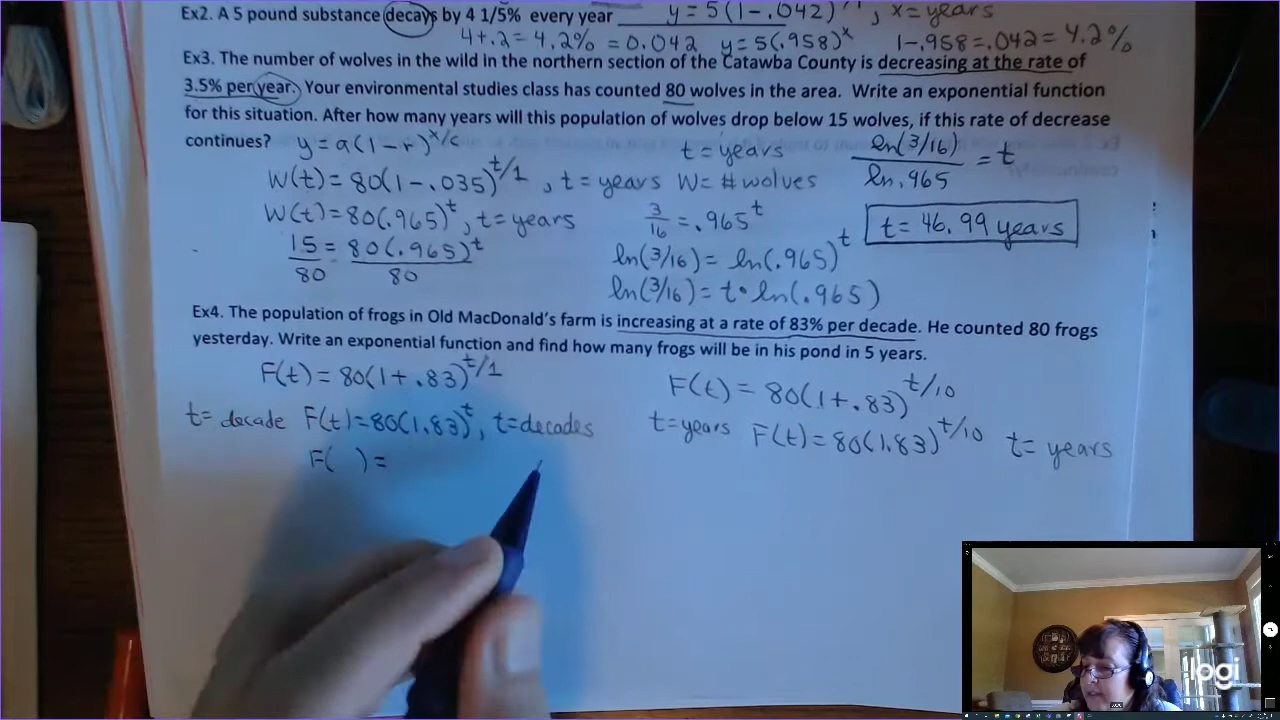 Ex2. A 5 pound substance decays by 4 1/5% every year y = 5(1-.042) , x=years
4+.2=4.2% = 0.042 y=5(.958)^x 1-.958=.042=4.2%
Ex3. The number of wolves in the wild in the northern section of the Catawba County is decreasing at the rate of
3.5% per year. Your environmental studies class has counted 80 wolves in the area. Write an exponential function
for this situation. After how many years will this population of wolves drop below 15 wolves, if this rate of decrease
continues? y=a(1-r)^x/c
t=years
ln(3/16)/ln.965 = t
W(t)=80(1-.035)^t/1, t=years W=#wolves
W(t)=80(.965)^t, t=years
3/16=.965^t
t=46.99 years
15/80=80(.965)^t/80
ln(3/16)=ln(.965)^t
ln(3/16)=t•ln(.965)
Ex4. The population of frogs in Old MacDonald's farm is increasing at a rate of 83% per decade. He counted 80 frogs
yesterday. Write an exponential function and find how many frogs will be in his pond in 5 years.
F(t)=80(1+.83)^t/1
F(t)=80(1+.83)^t/10
t=decade F(t)=80(1.83)^t, t=decades
t=years F(t)=80(1.83)^t/10 t=years
F( )=
logi